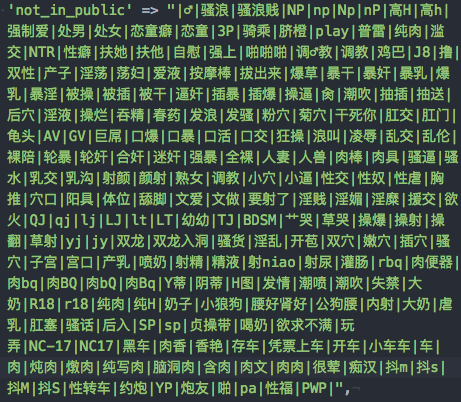 'not_in_public' => "|♂|骚浪|骚浪贱|NP|np|Np|nP|高H|高h|
强制爱|处男|处女|恋童癖|恋童|3P|骑乘|脐橙|play|普雷|纯肉|滥
交|NTR|性癖|扶她|扶他|自慰|强上|啪啪啪|调♂教|调教|鸡巴|J8|撸|
双性|产子|淫荡|荡妇|爱液|按摩棒|拔出来|爆草|暴干|暴奸|暴乳|爆
乳|暴淫|被操|被插|被干|逼奸|插暴|插爆|操逼|肏|潮吹|抽插|抽送|
后穴|淫液|操烂|吞精|春药|发浪|发骚|粉穴|菊穴|干死你|肛交|肛门|
龟头|AV|GV|巨屌|口爆|口暴|口活|口交|狂操|浪叫|凌辱|乱交|乱伦|
裸陪|轮暴|轮奸|合奸|迷奸|强暴|全裸|人妻|人兽|肉棒|肉具|骚逼|骚
水|乳交|乳沟|射颜|颜射|熟女|调教|小穴|小逼|性交|性奴|性虐|胸
推|穴口|阳具|体位|舔脚|文爱|文做|要射了|淫贱|淫媚|淫糜|援交|欲
火|QJ|qj|lj|LJ|lt|LT|幼幼|TJ|BDSM|艹哭|草哭|操爆|操射|操
翻|草射|yj|jy|双龙|双龙入洞|骚货|淫乱|开苞|双穴|嫩穴|插穴|骚
穴|子宫|宫口|产乳|喷奶|射精|精液|射niao|射尿|灌肠|rbq|肉便器|
肉bq|肉BQ|肉bQ|肉Bq|Y蒂|阴蒂|H图|发情|潮喷|潮吹|失禁|大
奶|R18|r18|纯肉|纯H|奶子|小狼狗|腰好肾好|公狗腰|内射|大奶|虐
乳|肛塞|骚话|后入|SP|sp|贞操带|喝奶|欲求不满|玩
弄|NC-17|NC17|黑车|肉香|香艳|存车|凭票上车|开车|小车车|车|
肉|炖肉|燉肉|纯写肉|脑洞肉|含肉|肉文|肉肉|很荤|痴汉|抖m|抖s|
抖M|抖S|性转车|约炮|YP|炮友|啪|pa|性福|PWP|",